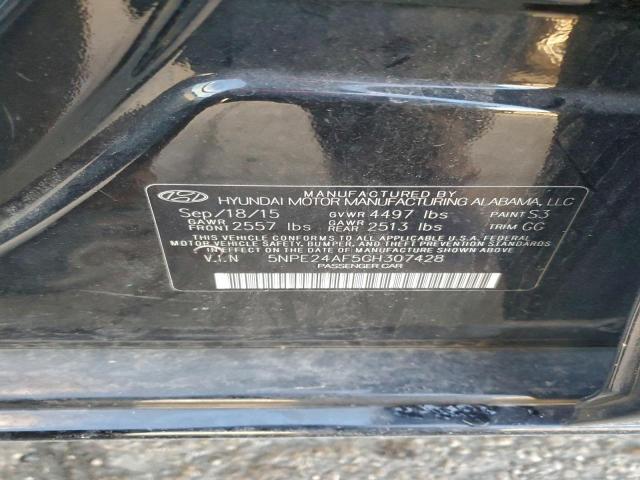 MANUFACTURED BY
HYUNDAI MOTOR MANUFACTURING ALABAMA, LLC
Sep/18/15 GVWR 4497 lbs PAINT S3
GAWR FRONT 2557 lbs GAWR REAR 2513 lbs TRIM GG
THIS VEHICLE CONFORMS TO ALL APPLICABLE U.S.A FEDERAL
MOTOR VEHICLE SAFETY, BUMPER, AND THEFT PREVENTION STANDARDS
IN EFFECT ON THE DATE OF MANUFACTURE SHOWN ABOVE
V.I.N 5NPE24AF5GH307428
PASSENGER CAR